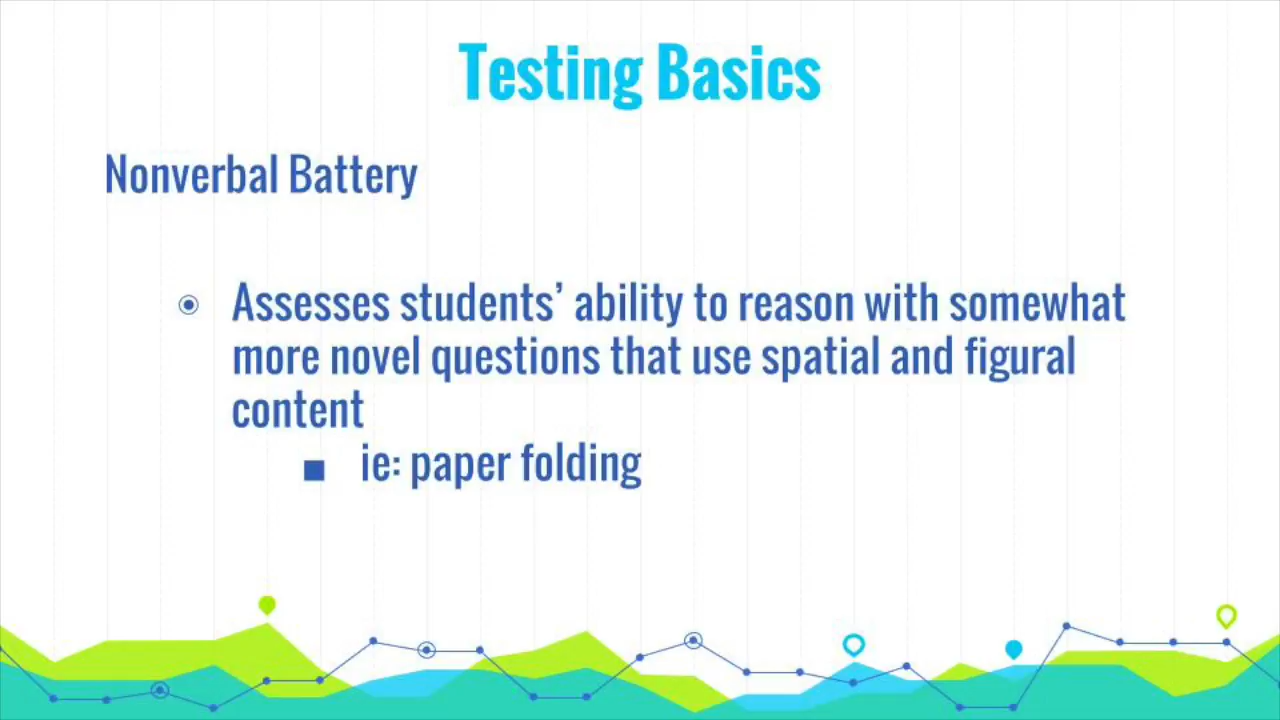 Testing Basics
Nonverbal Battery
Assesses students’ ability to reason with somewhat
more novel questions that use spatial and figural
content
ie: paper folding